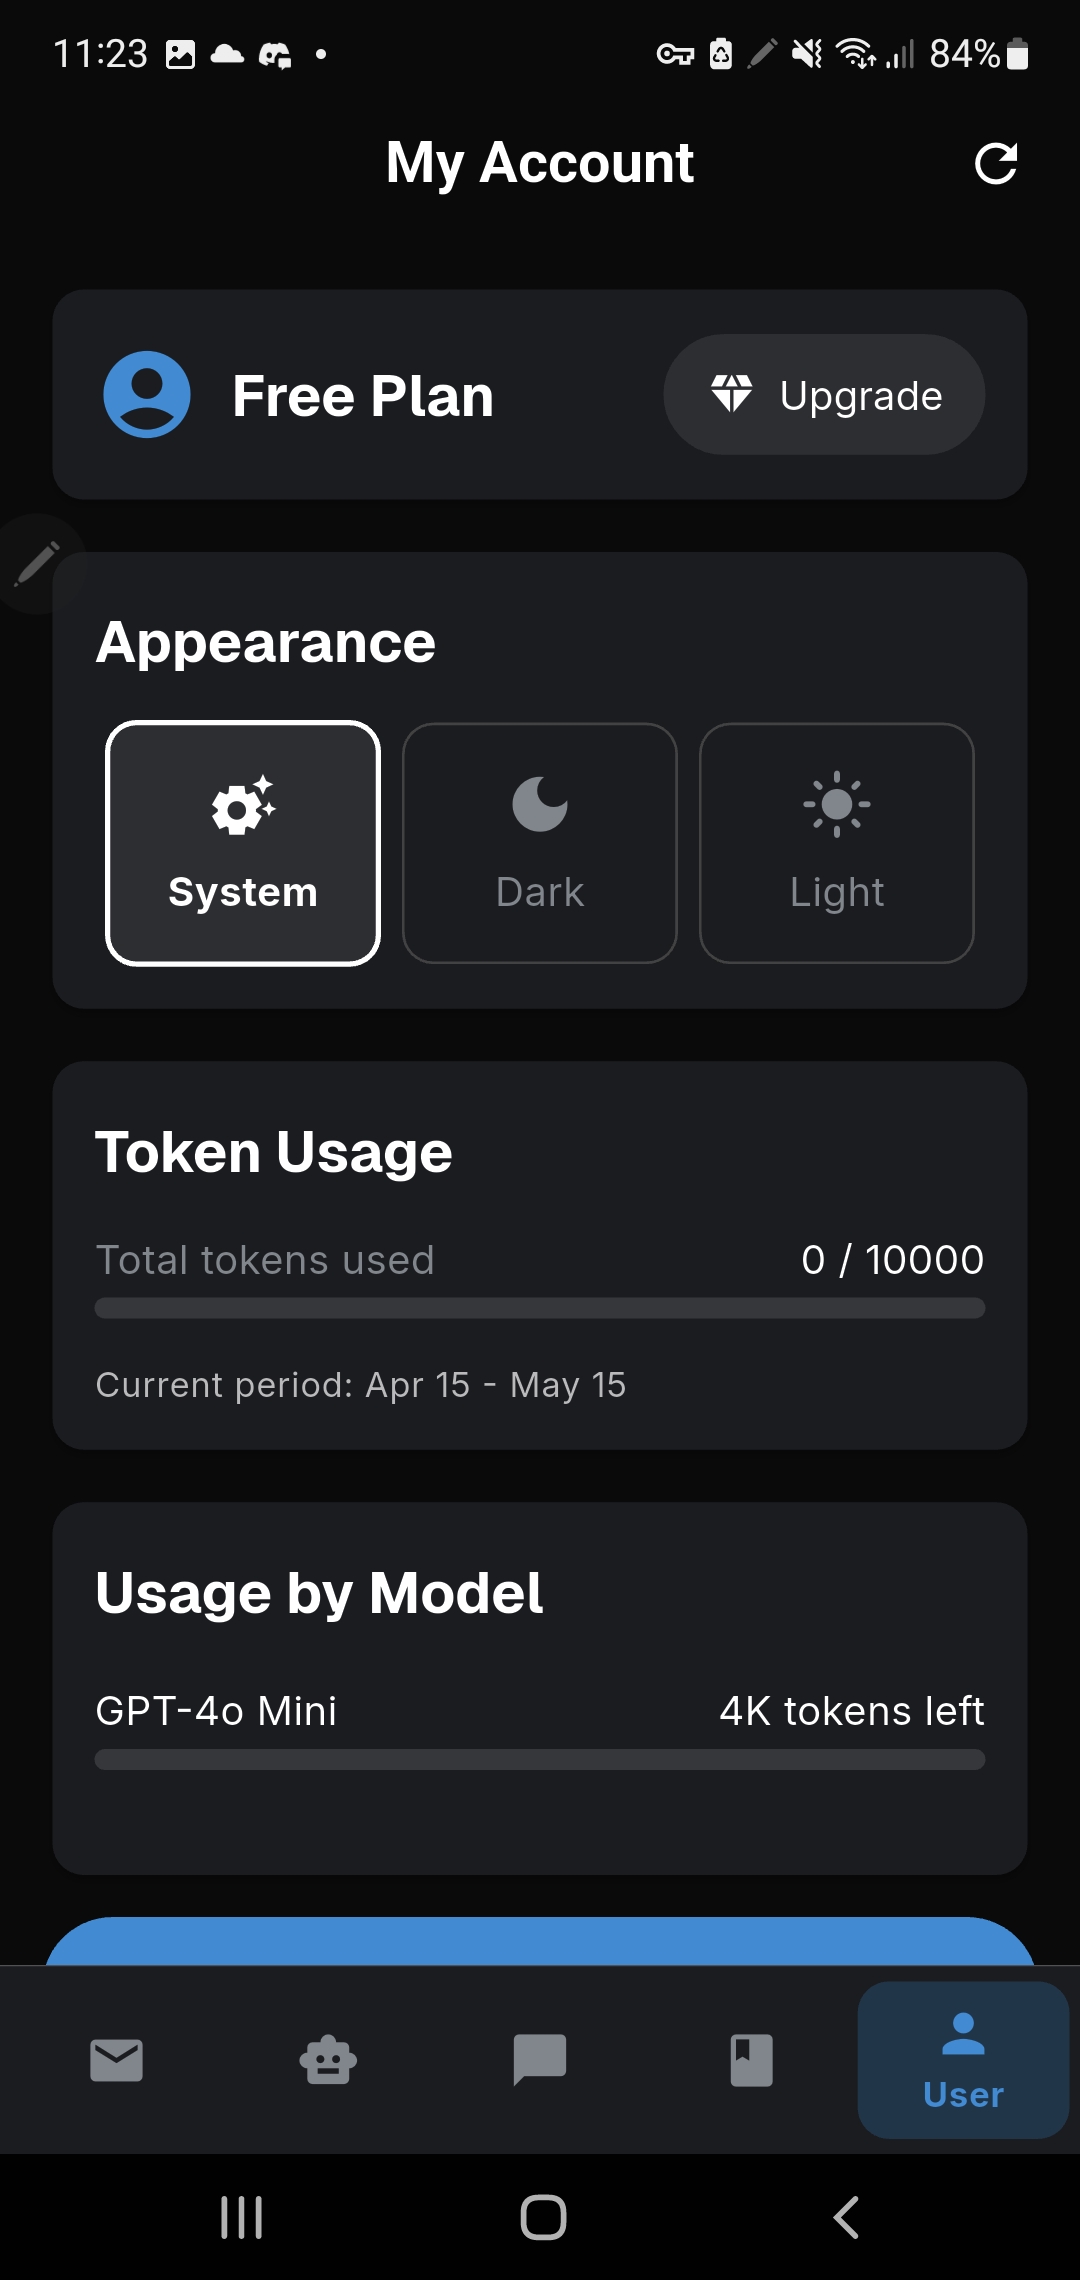 11:23
84%
My Account
Free Plan
Upgrade
Appearance
System
Dark
Light
Token Usage
Total tokens used 0 / 10000
Current period: Apr 15 - May 15
Usage by Model
GPT-4o Mini 4K tokens left
User